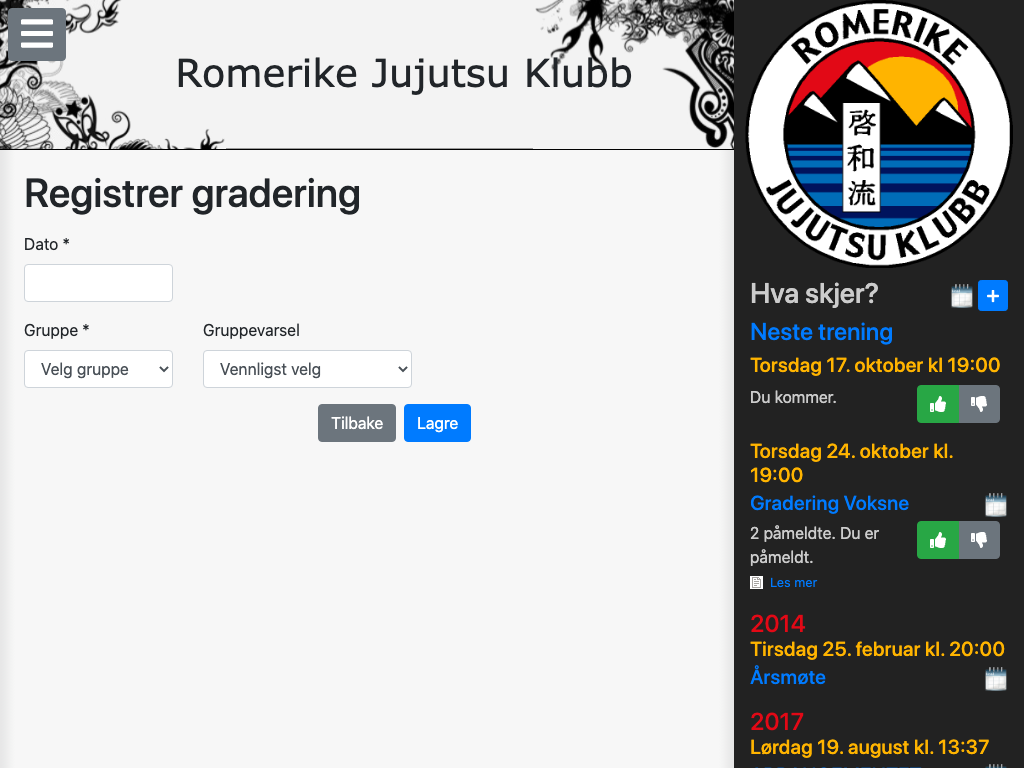 Romerike Jujutsu Klubb
Registrer gradering
Dato *
Gruppe *
Gruppevarsel
Velg gruppe
Vennligst velg
Tilbake
Lagre
ROMERIKE
啓和流
JUJUTSU KLUBB
Hva skjer?
Neste trening
Torsdag 17. oktober kl 19:00
Du kommer.
Torsdag 24. oktober kl.
19:00
Gradering Voksne
2 påmeldte. Du er
påmeldt.
Les mer
2014
Tirsdag 25. februar kl. 20:00
Årsmøte
2017
Lørdag 19. august kl. 13:37